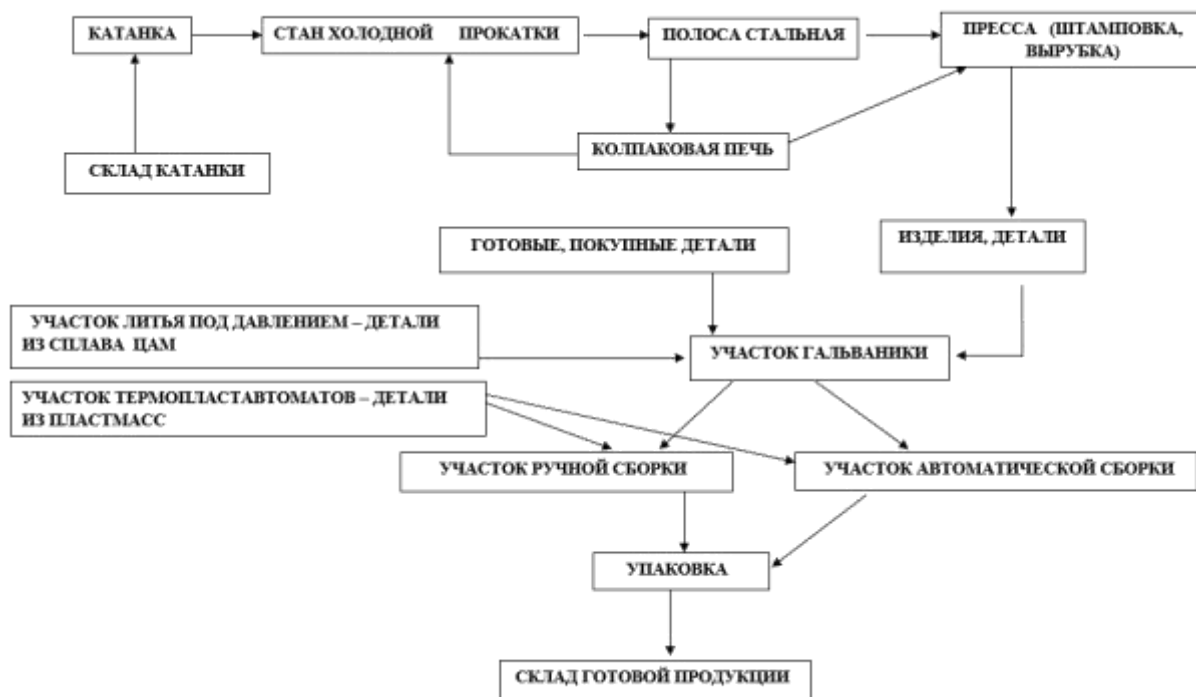 КАТАНКА
СТАН ХОЛОДНОЙ ПРОКАТКИ
ПОЛОСА СТАЛЬНАЯ
ПРЕССА (ШТАМПОВКА,
ВЫРУБКА)
КОЛПАКОВАЯ ПЕЧЬ
СКЛАД КАТАНКИ
ГОТОВЫЕ, ПОКУПНЫЕ ДЕТАЛИ
ИЗДЕЛИЯ, ДЕТАЛИ
УЧАСТОК ЛИТЬЯ ПОД ДАВЛЕНИЕМ – ДЕТАЛИ
ИЗ СПЛАВА ЦАМ
УЧАСТОК ГАЛЬВАНИКИ
УЧАСТОК ТЕРМОПЛАСТАВТОМАТОВ – ДЕТАЛИ
ИЗ ПЛАСТМАСС
УЧАСТОК РУЧНОЙ СБОРКИ
УЧАСТОК АВТОМАТИЧЕСКОЙ СБОРКИ
УПАКОВКА
СКЛАД ГОТОВОЙ ПРОДУКЦИИ